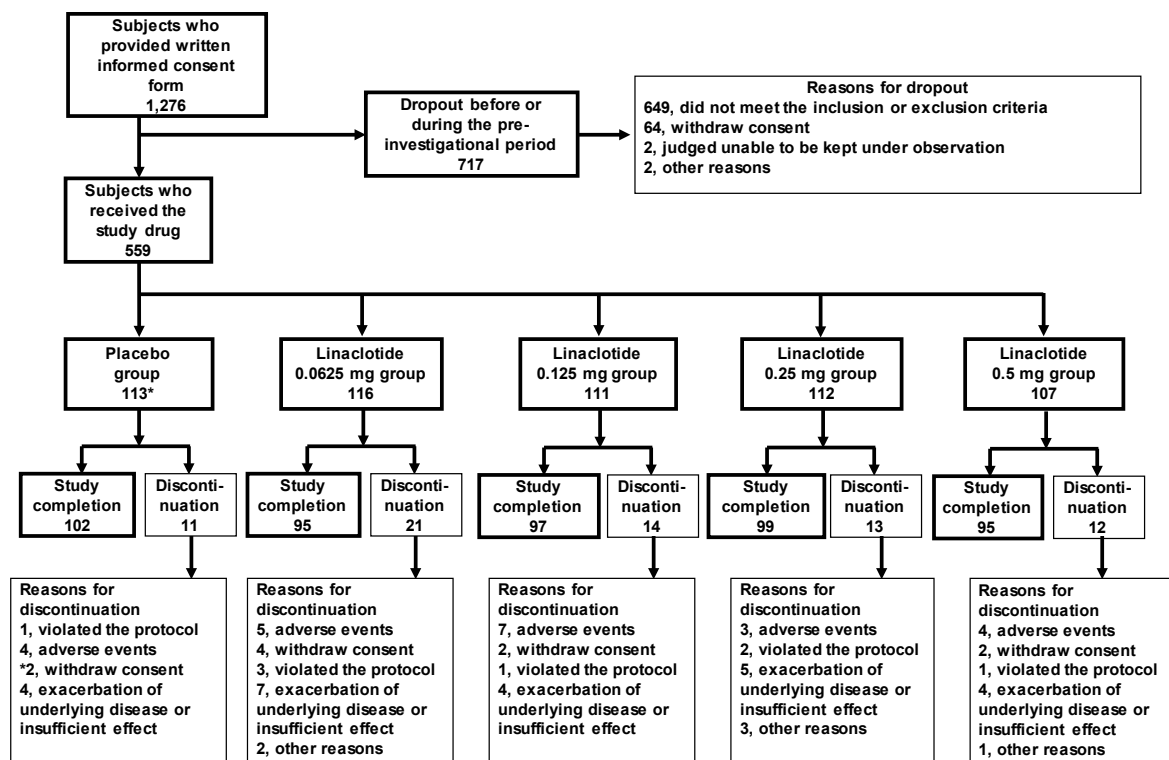 Subjects who
provided written
informed consent
form
1,276
Dropout before or
during the pre-
investigational period
717
Reasons for dropout
649, did not meet the inclusion or exclusion criteria
64, withdraw consent
2, judged unable to be kept under observation
2, other reasons
Subjects who
received the
study drug
559
Placebo
group
113*
Linaclotide
0.0625 mg group
116
Linaclotide
0.125 mg group
111
Linaclotide
0.25 mg group
112
Linaclotide
0.5 mg group
107
Study
completion
102
Disconti-
nuation
11
Study
completion
95
Disconti-
nuation
21
Study
completion
97
Disconti-
nuation
14
Study
completion
99
Disconti-
nuation
13
Study
completion
95
Disconti-
nuation
12
Reasons for
discontinuation
1, violated the protocol
4, adverse events
*2, withdraw consent
4, exacerbation of
underlying disease or
insufficient effect
Reasons for
discontinuation
5, adverse events
4, withdraw consent
3, violated the protocol
7, exacerbation of
underlying disease or
insufficient effect
2, other reasons
Reasons for
discontinuation
7, adverse events
2, withdraw consent
1, violated the protocol
4, exacerbation of
underlying disease or
insufficient effect
Reasons for
discontinuation
3, adverse events
2, violated the protocol
5, exacerbation of
underlying disease or
insufficient effect
3, other reasons
Reasons for
discontinuation
4, adverse events
2, withdraw consent
1, violated the protocol
4, exacerbation of
underlying disease or
insufficient effect
1, other reasons